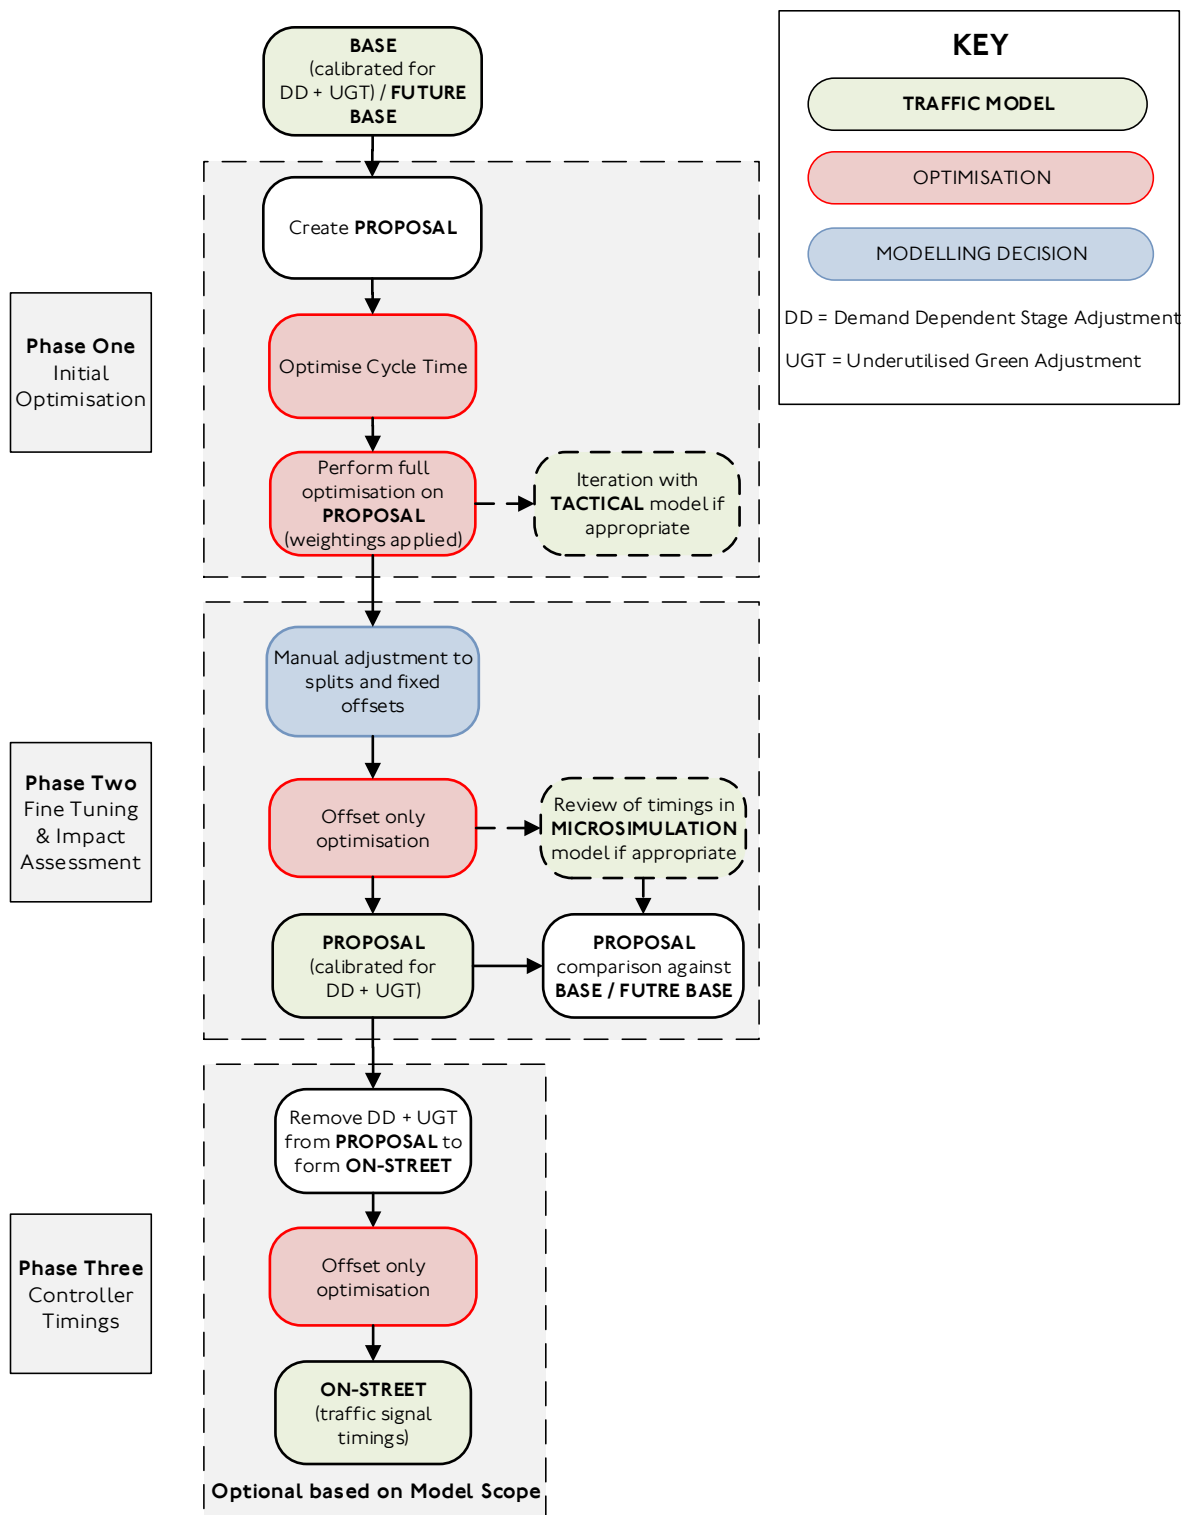 BASE
(calibrated for
DD + UGT) / FUTURE
BASE
KEY
TRAFFIC MODEL
OPTIMISATION
MODELLING DECISION
DD = Demand Dependent Stage Adjustment
UGT = Underutilised Green Adjustment
Phase One
Initial
Optimisation
Create PROPOSAL
Optimise Cycle Time
Perform full
optimisation on
PROPOSAL
(weightings applied)
Iteration with
TACTICAL model if
appropriate
Phase Two
Fine Tuning
& Impact
Assessment
Manual adjustment to
splits and fixed
offsets
Offset only
optimisation
Review of timings in
MICROSIMULATION
model if appropriate
PROPOSAL
(calibrated for
DD + UGT)
PROPOSAL
comparison against
BASE / FUTRE BASE
Phase Three
Controller
Timings
Remove DD + UGT
from PROPOSAL to
form ON-STREET
Offset only
optimisation
ON-STREET
(traffic signal
timings)
Optional based on Model Scope